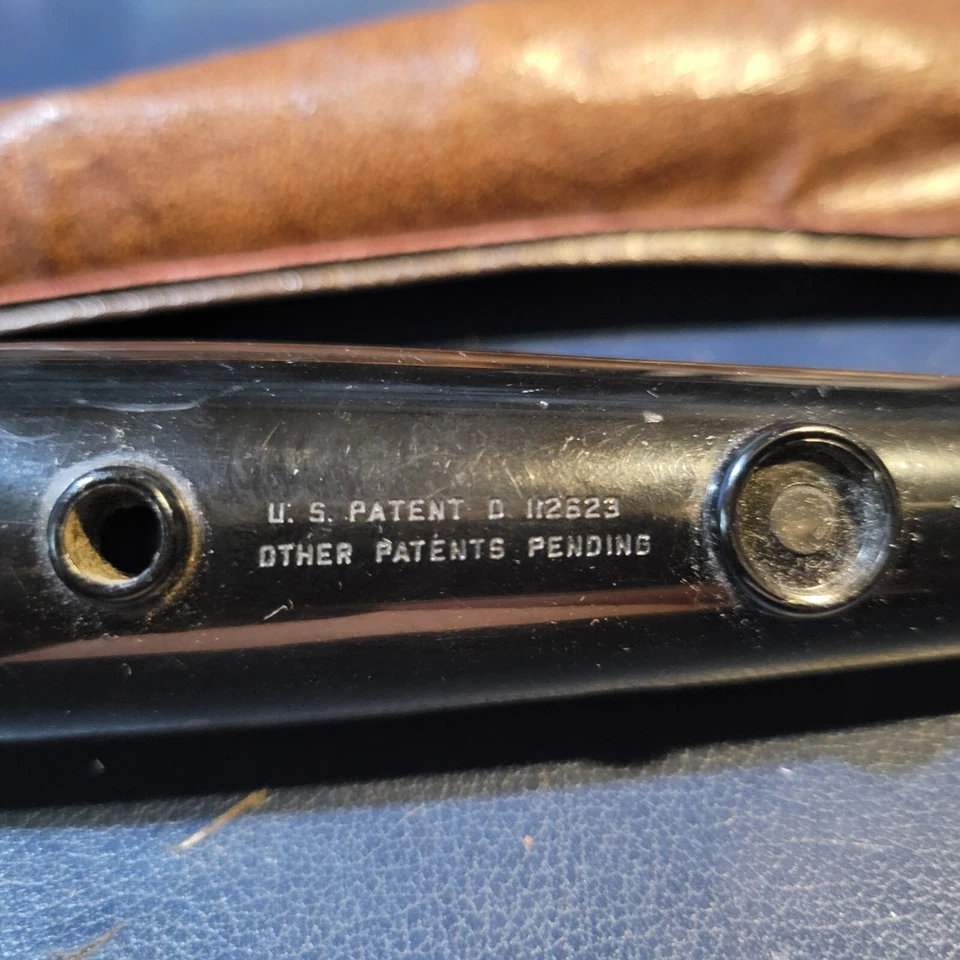 U. S. PATENT D 112623
OTHER PATENTS PENDING